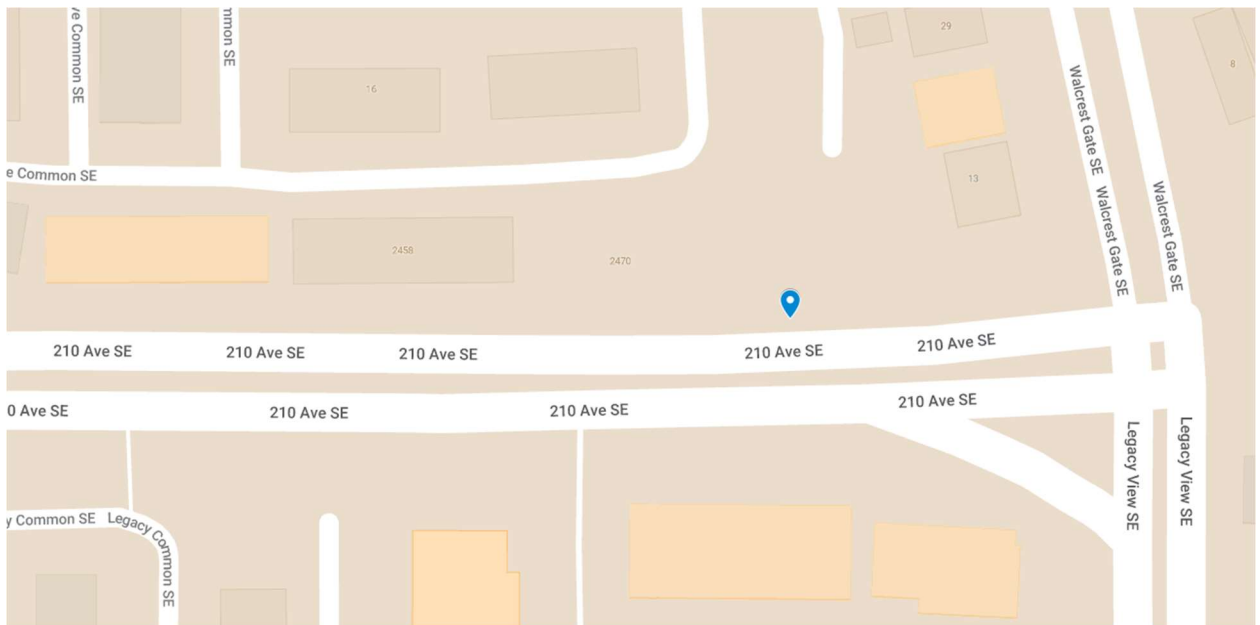 ve Common SE
mmon SE
29
8
16
Walcrest Gate SE
Walcrest Gate SE
Walcrest Gate SE
e Common SE
13
2458
2470
210 Ave SE
210 Ave SE
210 Ave SE
210 Ave SE
210 Ave SE
0 Ave SE
210 Ave SE
210 Ave SE
210 Ave SE
Legacy View SE
Legacy View SE
y Common SE
Legacy Common SE